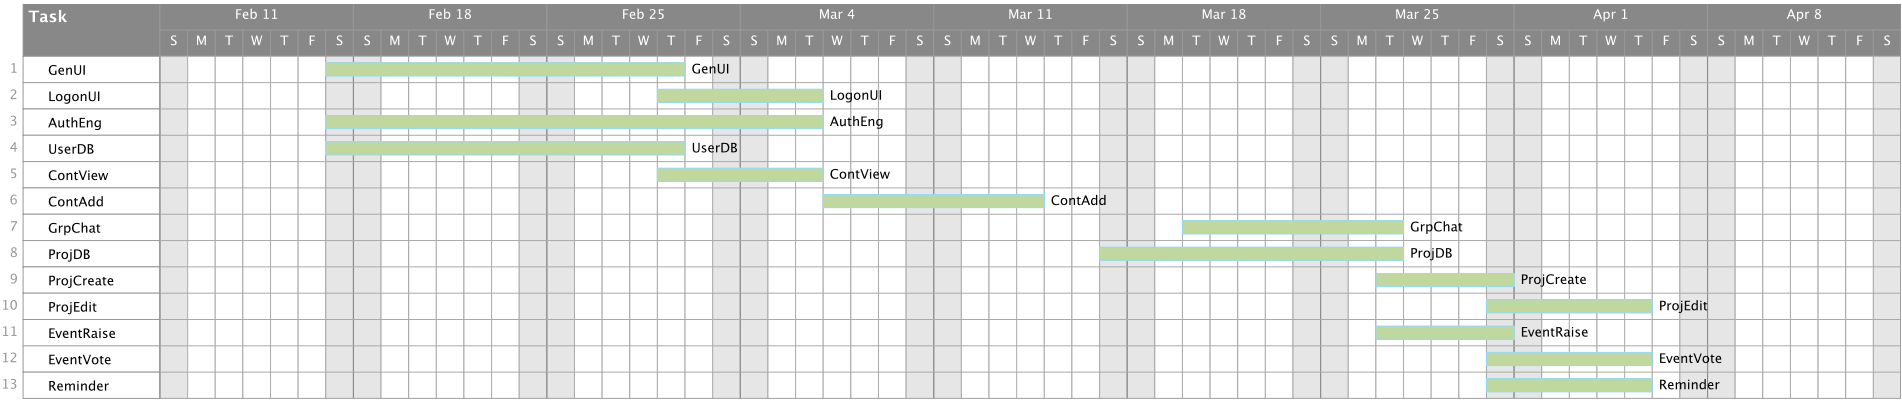 Task Feb 11 Feb 18 Feb 25 Mar 4 Mar 11 Mar 18 Mar 25 Apr 1 Apr 8
S M T W T F S S M T W T F S S M T W T F S S M T W T F S S M T W T F S S M T W T F S S M T W T F S S M T W T F S S M T W T F S
1 GenUI GenUI
2 LogonUI LogonUI
3 AuthEng AuthEng
4 UserDB UserDB
5 ContView ContView
6 ContAdd ContAdd
7 GrpChat GrpChat
8 ProjDB ProjDB
9 ProjCreate ProjCreate
10 ProjEdit ProjEdit
11 EventRaise EventRaise
12 EventVote EventVote
13 Reminder Reminder